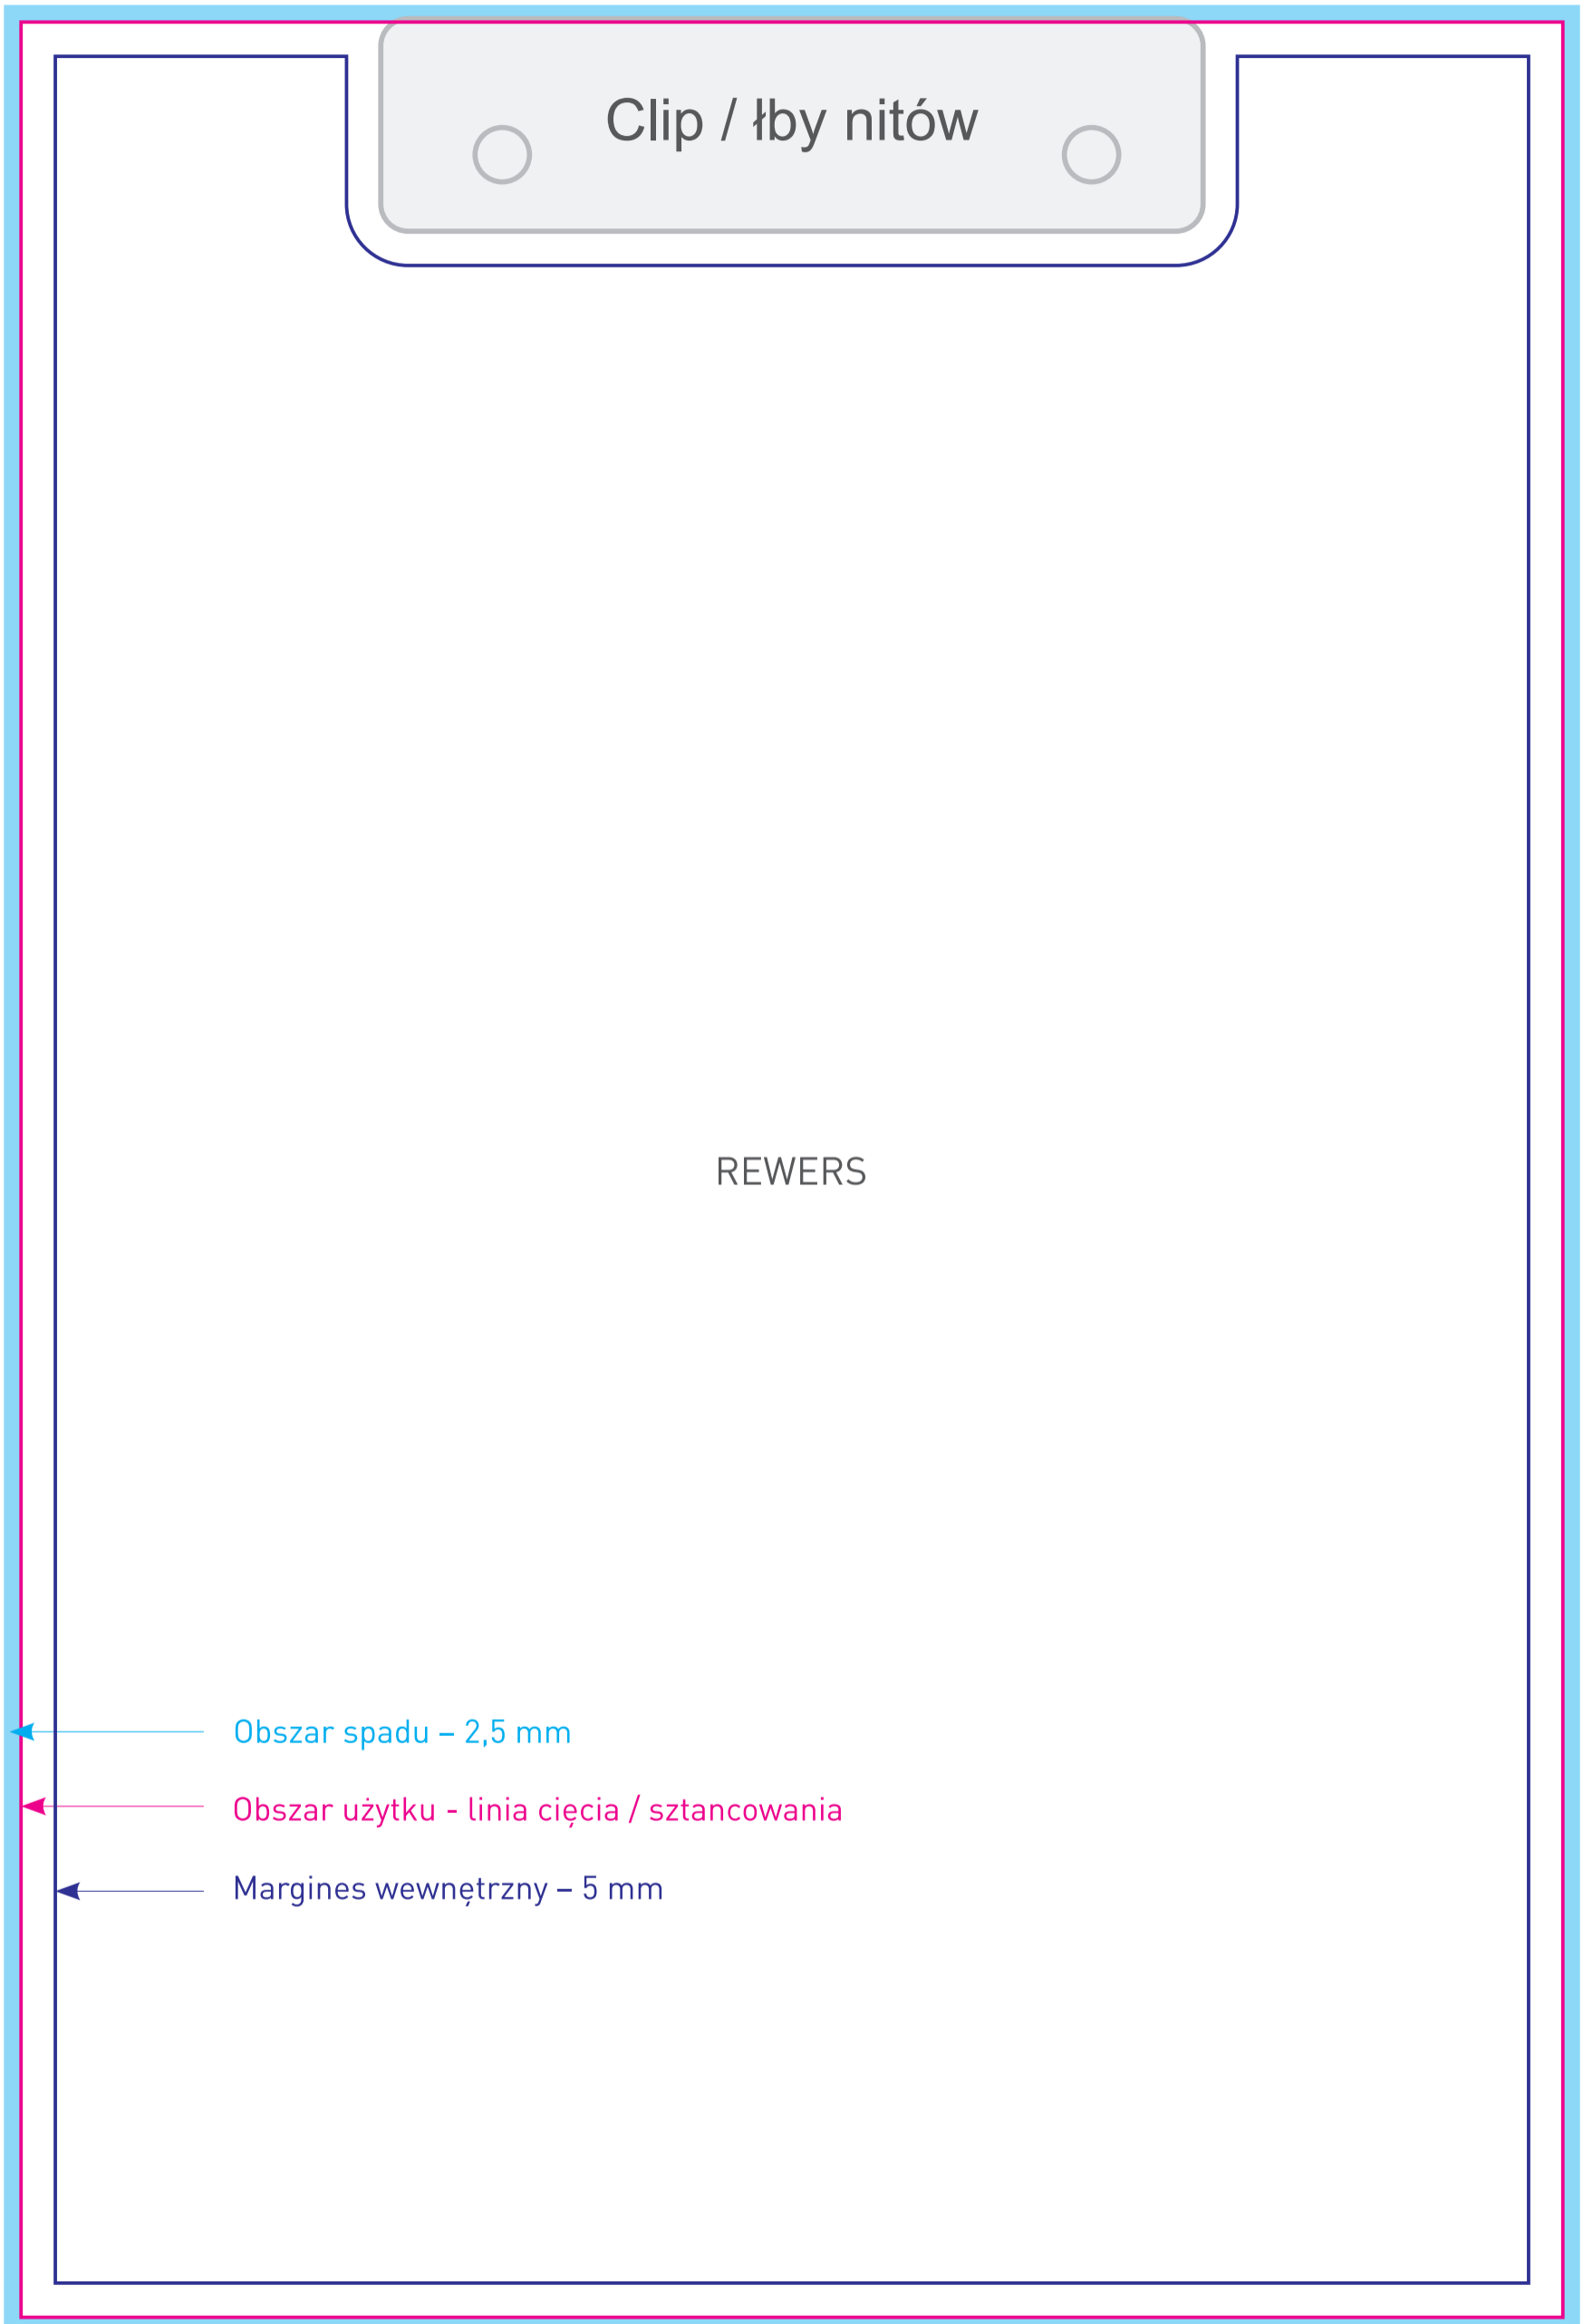 Clip / łby nitów
REWERS
Obszar spadu – 2,5 mm
Obszar użytku - linia cięcia / sztancowania
Margines wewnętrzny – 5 mm